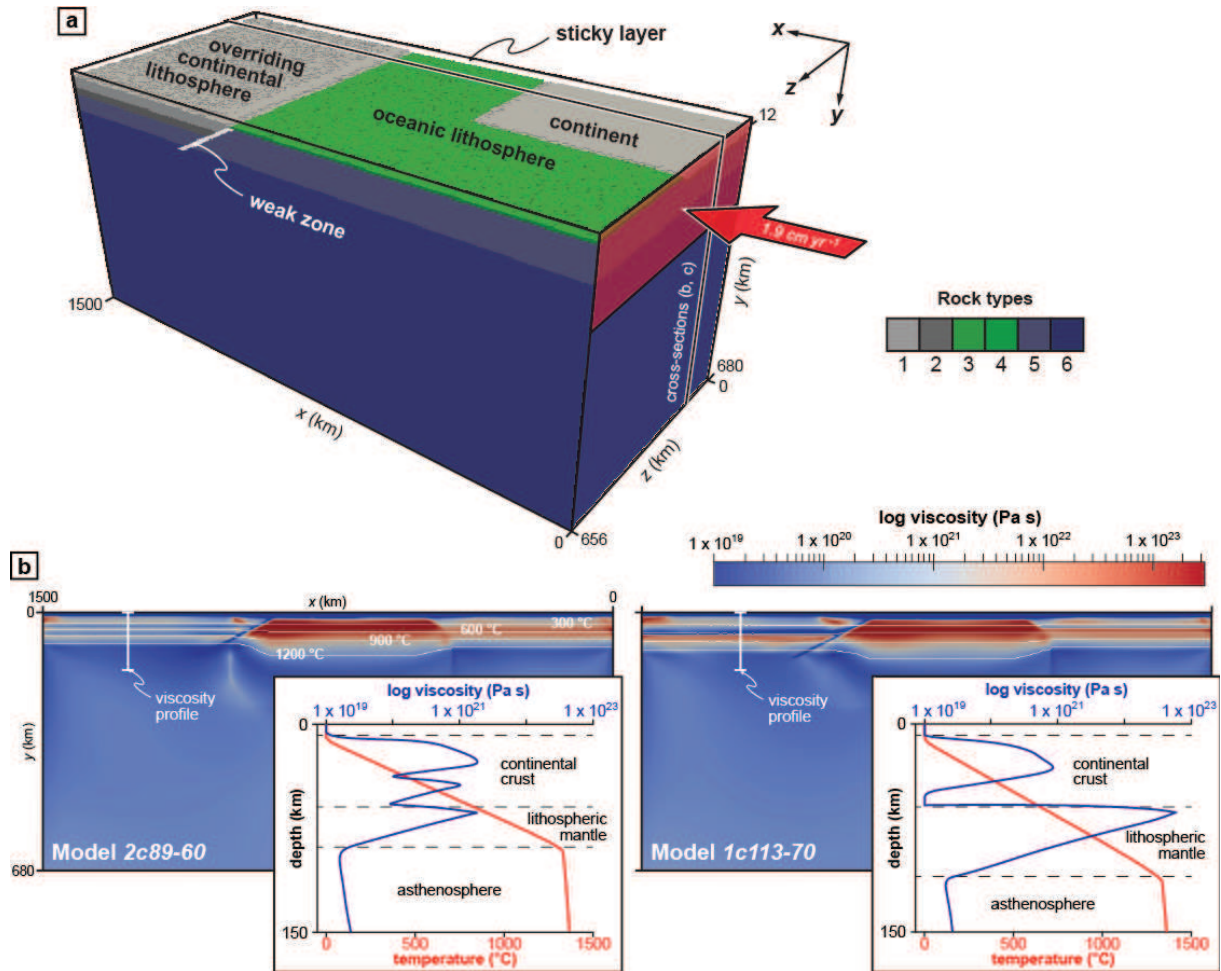 a
sticky layer
overriding
continental
lithosphere
continent
oceanic lithosphere
weak zone
x
z
y
12
1.9 cm yr⁻¹
y (km)
cross-sections (b, c)
1500
680
0
x (km)
z (km)
0
656
Rock types
1 2 3 4 5 6
log viscosity (Pa s)
1 x 10¹⁹ 1 x 10²⁰ 1 x 10²¹ 1 x 10²² 1 x 10²³
b
1500 x (km) 0
0
y (km)
680
300 °C
600 °C
900 °C
1200 °C
viscosity
profile
Model 2c89-60
log viscosity (Pa s)
1 x 10¹⁹ 1 x 10²¹ 1 x 10²³
0
depth (km)
150
continental
crust
lithospheric
mantle
asthenosphere
0 500 1000 1500
temperature (°C)
viscosity
profile
Model 1c113-70
log viscosity (Pa s)
1 x 10¹⁹ 1 x 10²¹ 1 x 10²³
0
depth (km)
150
continental
crust
lithospheric
mantle
asthenosphere
0 500 1000 1500
temperature (°C)